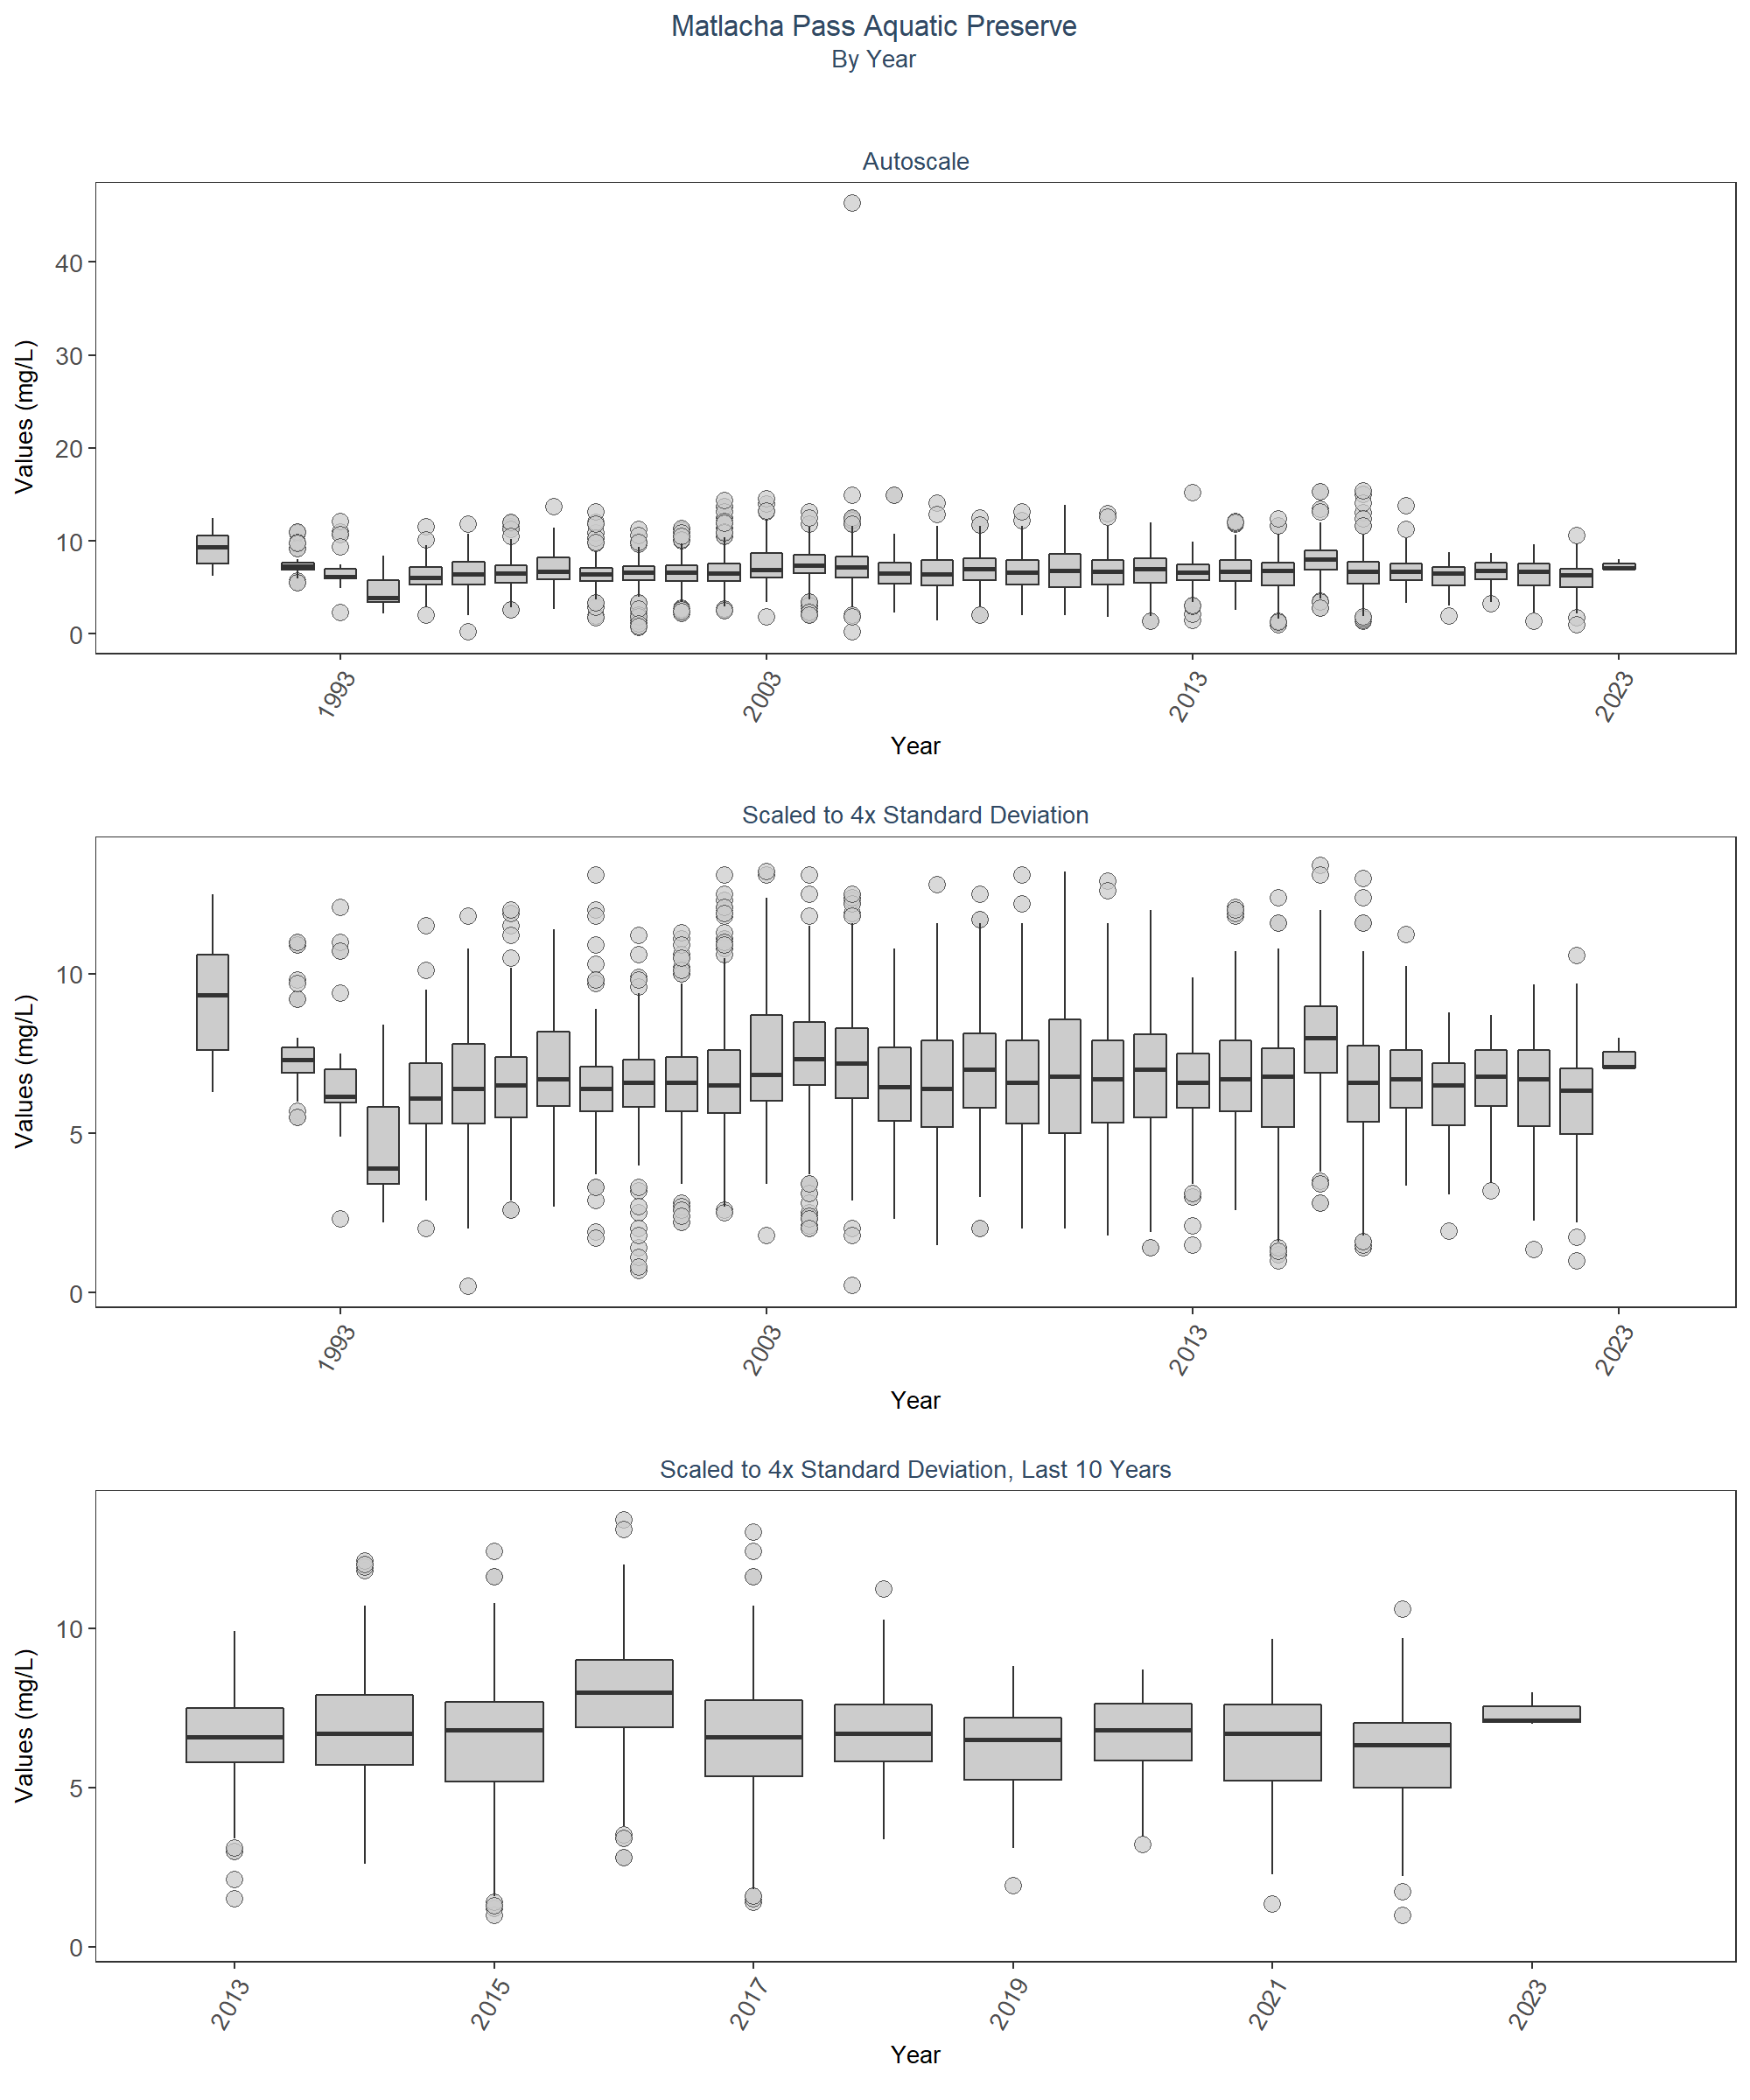 Matlacha Pass Aquatic Preserve
By Year
Autoscale
Values (mg/L)
40
30
20
10
0
1993
2003
2013
2023
Year
Scaled to 4x Standard Deviation
Values (mg/L)
10
5
0
1993
2003
2013
2023
Year
Scaled to 4x Standard Deviation, Last 10 Years
Values (mg/L)
10
5
0
2013
2015
2017
2019
2021
2023
Year